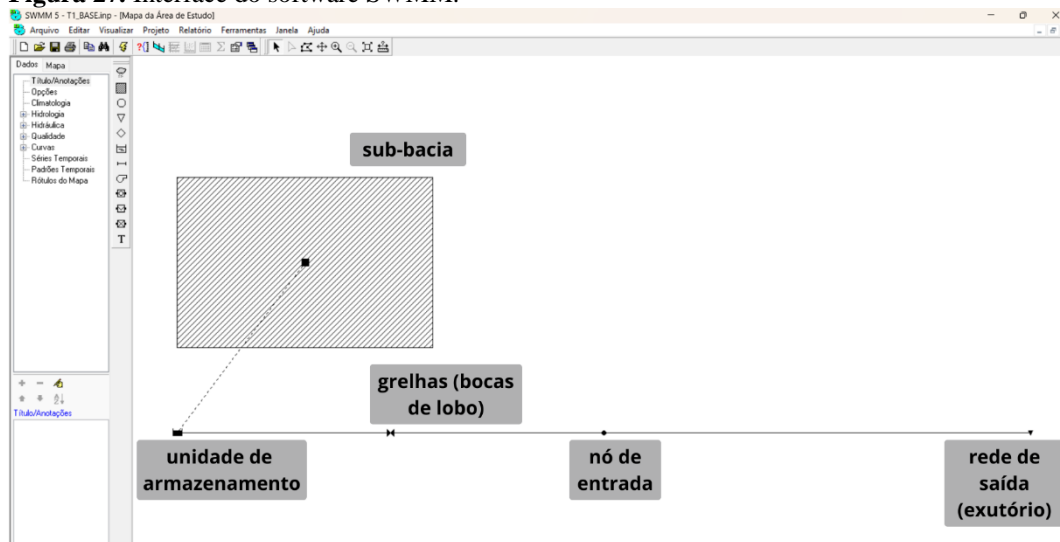 Figura 27. Interface do software SWMM.
SWMM 5 - T1_BASE.inp - [Mapa da Área de Estudo]
Arquivo Editar Visualizar Projeto Relatório Ferramentas Janela Ajuda
Dados Mapa
Título/Anotações
Opções
Climatologia
Hidrologia
Hidráulica
Qualidade
Curvas
Séries Temporais
Padrões Temporais
Rótulos do Mapa
T
sub-bacia
grelhas (bocas
de lobo)
Título/Anotações
unidade de
armazenamento
nó de
entrada
rede de
saída
(exutório)